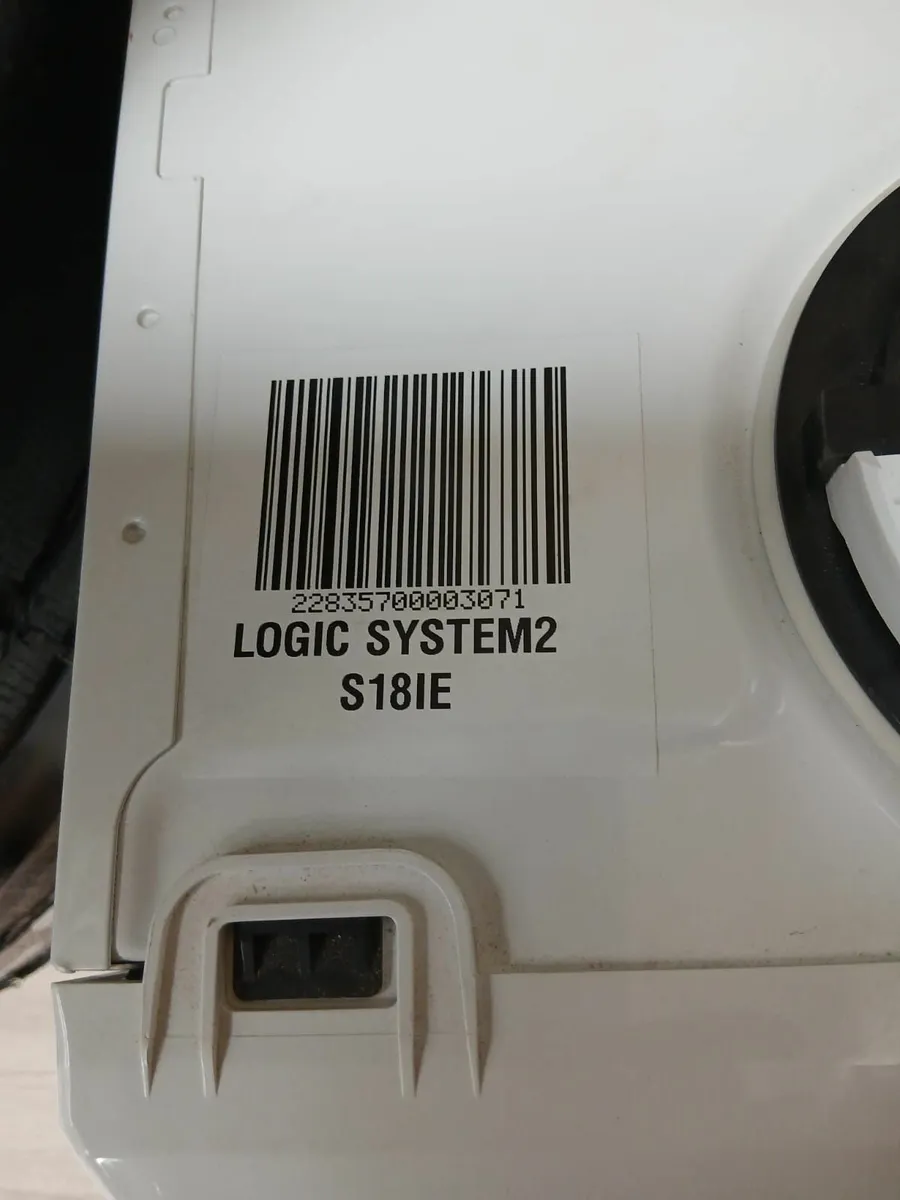 22835700003071
LOGIC SYSTEM2
S18IE